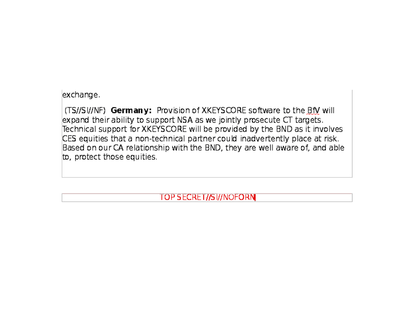 exchange.
(TS//SI//NF) Germany: Provision of XKEYSCORE software to the BfV will
expand their ability to support NSA as we jointly prosecute CT targets.
Technical support for XKEYSCORE will be provided by the BND as it involves
CES equities that a non-technical partner could inadvertently place at risk.
Based on our CA relationship with the BND, they are well aware of, and able
to, protect those equities.
TOP SECRET//SI//NOFORN